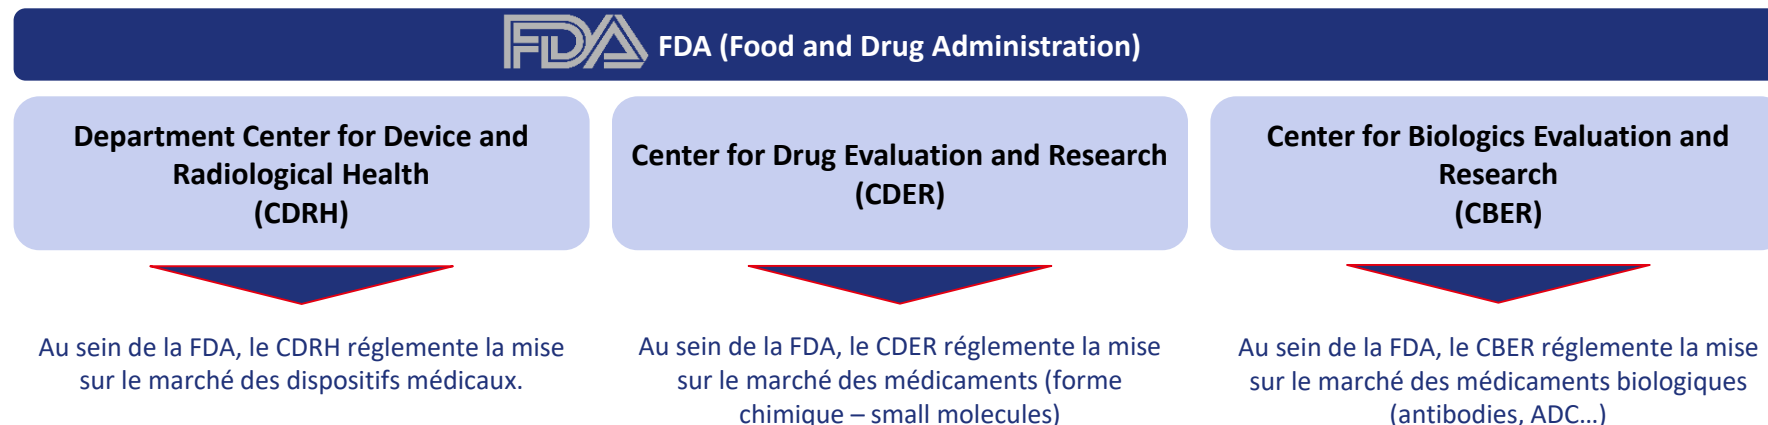 FDA FDA (Food and Drug Administration)
Department Center for Device and
Radiological Health
(CDRH)
Center for Drug Evaluation and Research
(CDER)
Center for Biologics Evaluation and
Research
(CBER)
Au sein de la FDA, le CDRH réglemente la mise
sur le marché des dispositifs médicaux.
Au sein de la FDA, le CDER réglemente la mise
sur le marché des médicaments (forme
chimique – small molecules)
Au sein de la FDA, le CBER réglemente la mise
sur le marché des médicaments biologiques
(antibodies, ADC…)